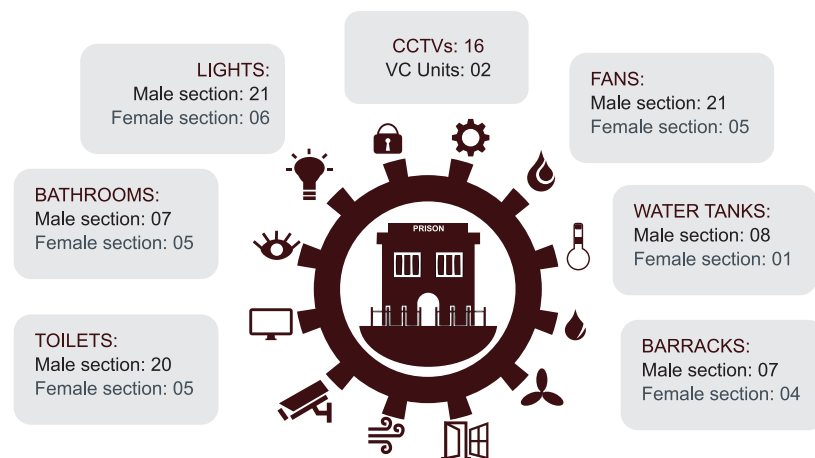 CCTVs: 16
VC Units: 02
LIGHTS:
Male section: 21
Female section: 06
FANS:
Male section: 21
Female section: 05
BATHROOMS:
Male section: 07
Female section: 05
WATER TANKS:
Male section: 08
Female section: 01
PRISON
TOILETS:
Male section: 20
Female section: 05
BARRACKS:
Male section: 07
Female section: 04